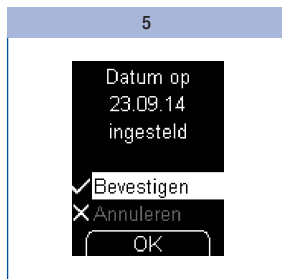 5
Datum op
23.09.14
ingesteld
Bevestigen
Annuleren
OK